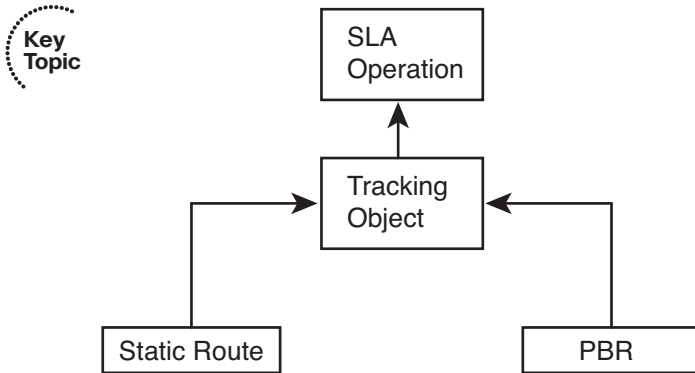 Key
Topic
SLA
Operation
Tracking
Object
Static Route
PBR